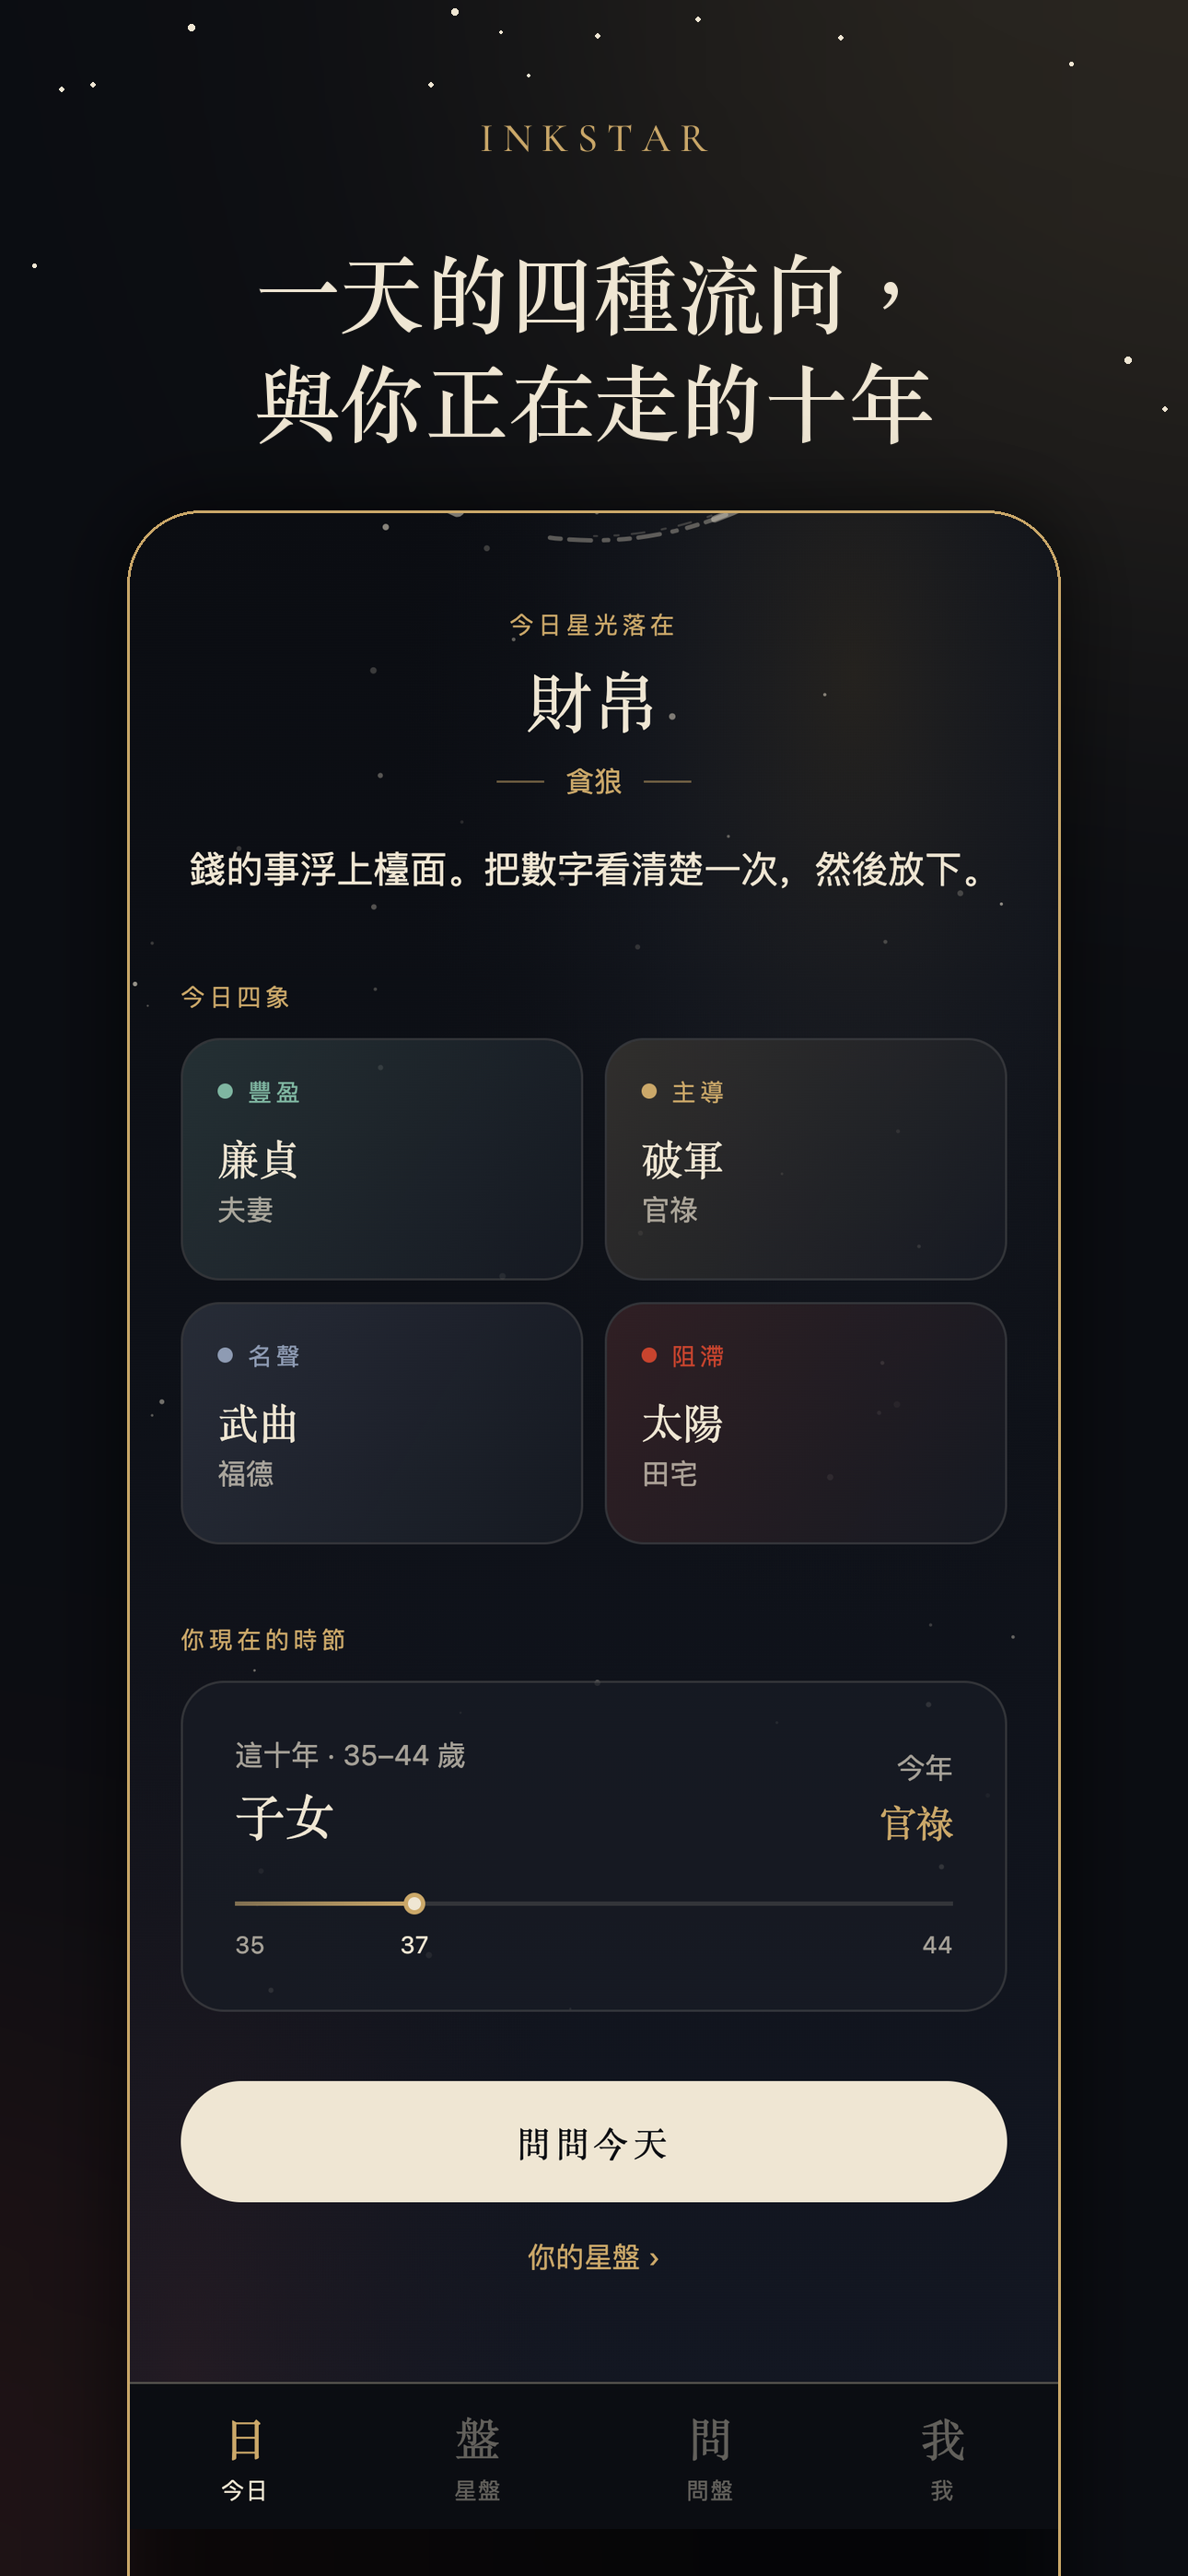 INKSTAR
一天的四種流向，
與你正在走的十年
今日星光落在
財帛
貪狼
錢的事浮上檯面。把數字看清楚一次，然後放下。
今日四象
豐盈
廉貞
夫妻
主導
破軍
官祿
名聲
武曲
福德
阻滯
太陽
田宅
你現在的時節
這十年 · 35–44 歲
子女
今年
官祿
35
37
44
問問今天
你的星盤 ›
日
今日
盤
星盤
問
問盤
我
我